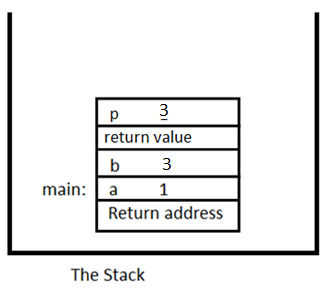 p 3
return value
b 3
main: a 1
Return address
The Stack